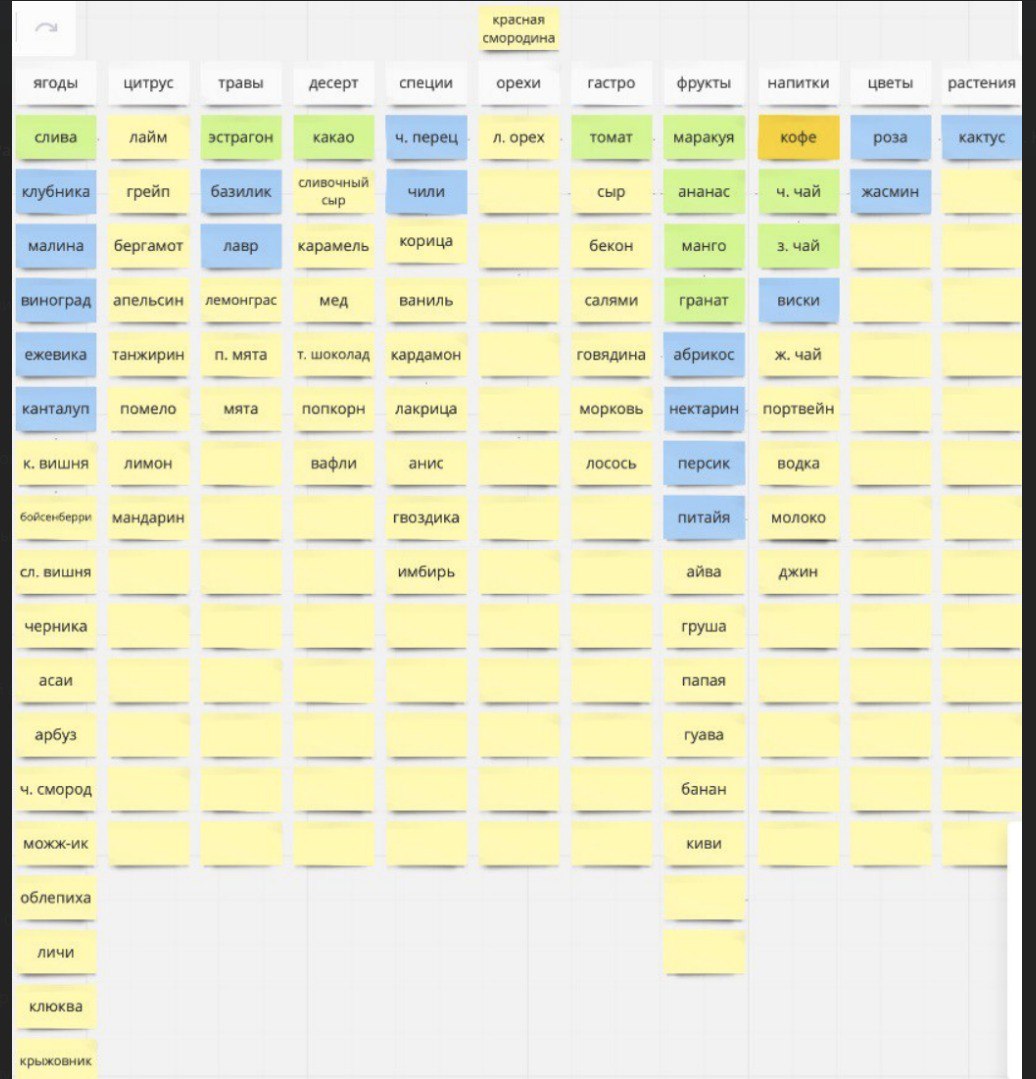 красная
смородина
ягоды цитрус травы десерт специи орехи гастро фрукты напитки цветы растения
слива лайм эстрагон какао ч. перец л. орех томат маракуя кофе роза кактус
клубника грейп базилик сливочный сыр чили сыр ананас ч. чай жасмин
малина бергамот лавр карамель корица бекон манго з. чай
виноград апельсин лемонграс мед ваниль салями гранат виски
ежевика танжирин п. мята т. шоколад кардамон говядина абрикос ж. чай
канталуп помело мята попкорн лакрица морковь нектарин портвейн
к. вишня лимон вафли анис лосось персик водка
бойсенберри мандарин гвоздика питайя молоко
сл. вишня имбирь айва джин
черника груша
асаи папая
арбуз гуава
ч. смород банан
можж-ик киви
облепиха
личи
клюква
крыжовник